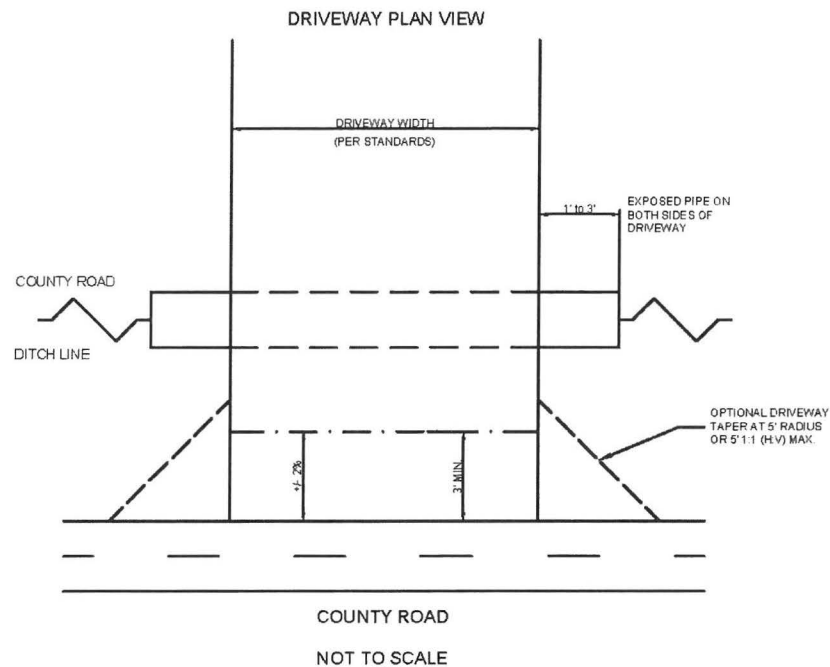 DRIVEWAY PLAN VIEW
DRIVEWAY WIDTH
(PER STANDARDS)
1' to 3'
EXPOSED PIPE ON
BOTH SIDES OF
DRIVEWAY
COUNTY ROAD
DITCH LINE
OPTIONAL DRIVEWAY
TAPER AT 5' RADIUS
OR 5' 1:1 (H:V) MAX.
+/- 2%
3' MIN.
COUNTY ROAD
NOT TO SCALE